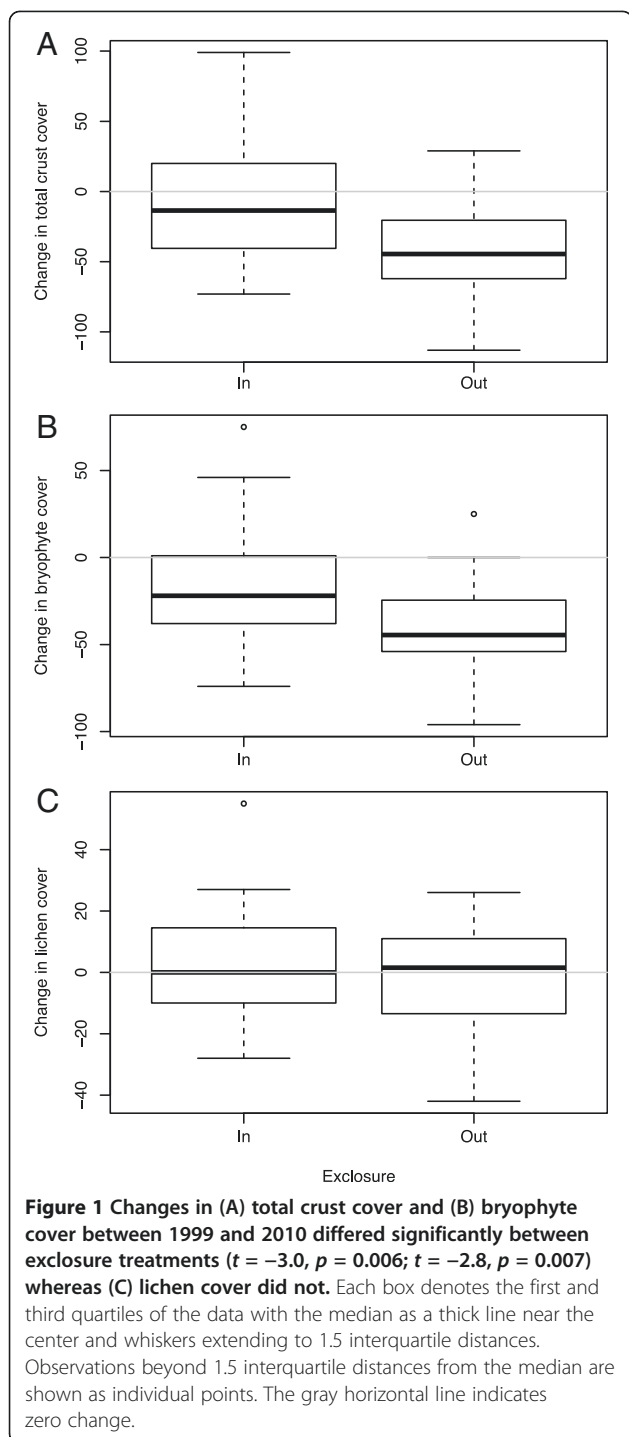 A
Change in total crust cover
100
50
0
−50
−100
In
Out
B
Change in bryophyte cover
50
0
−50
−100
In
Out
C
Change in lichen cover
40
20
0
−20
−40
In
Out
Exclosure
Figure 1 Changes in (A) total crust cover and (B) bryophyte
cover between 1999 and 2010 differed significantly between
exclosure treatments (t = −3.0, p = 0.006; t = −2.8, p = 0.007)
whereas (C) lichen cover did not. Each box denotes the first and
third quartiles of the data with the median as a thick line near the
center and whiskers extending to 1.5 interquartile distances.
Observations beyond 1.5 interquartile distances from the median are
shown as individual points. The gray horizontal line indicates
zero change.